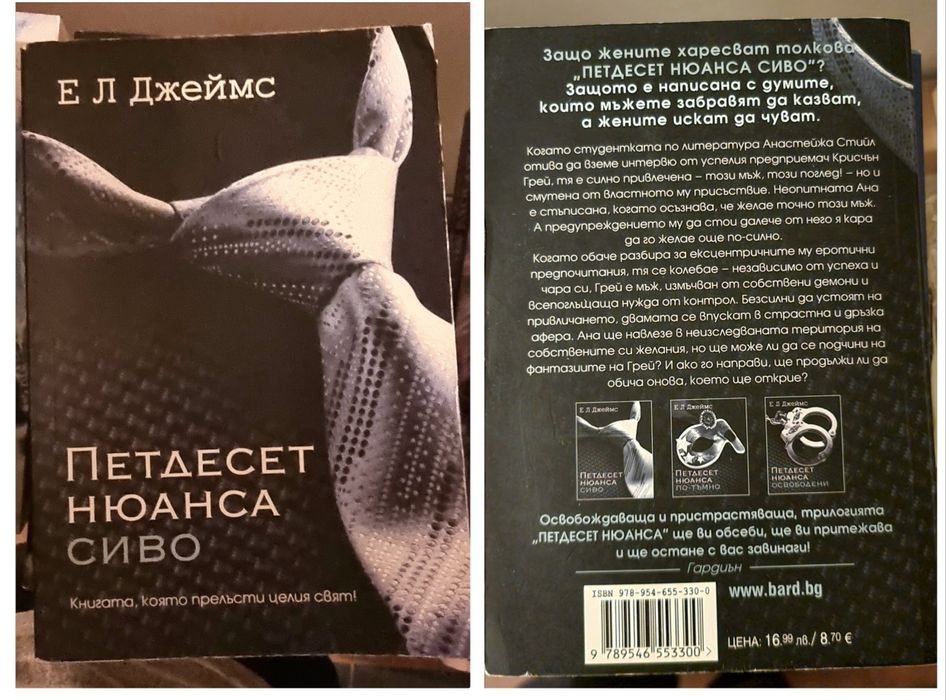 Е Л Джеймс
Петдесет
нюанса
сиво
Книгата, която прелъсти целия свят!
Защо жените харесват толкова
„ПЕТДЕСЕТ НЮАНСА СИВО"?
Защото е написана с думите,
които мъжете забравят да казват,
а жените искат да чуват.
Когато студентката по литература Анастейжа Стийл
отива да вземе интервю от успелия предприемач Крисчън
Грей, тя е силно привлечена – този мъж, този поглед! – но и
смутена от властното му присъствие. Неопитната Ана
е стъписана, когато осъзнава, че желае точно този мъж.
А предупреждението му да стои далече от него я кара
да го желае още по-силно.
Когато обаче разбира за ексцентричните му еротични
предпочитания, тя се колебае – независимо от успеха и
чара си, Грей е мъж, измъчван от собствени демони и
всепоглъщаща нужда от контрол. Безсилни да устоят на
привличането, двамата се впускат в страстна и дръзка
афера. Ана ще навлезе в неизследваната територия на
собствените си желания, но ще може ли да се подчини на
фантазиите на Грей? И ако го направи, ще продължи ли да
обича онова, което ще открие?
Е Л Джеймс
Петдесет
нюанса
сиво
Е Л Джеймс
Петдесет
нюанса
по-тъмно
Е Л Джеймс
Петдесет
нюанса
освободени
Освобождаваща и пристрастяваща, трилогията
„ПЕТДЕСЕТ НЮАНСА" ще ви обсеби, ще ви притежава
и ще остане с вас завинаги!
Гардиън
ISBN 978-954-655-330-0
9 789546 553300 >
www.bard.bg
ЦЕНА: 16.99 лв./ 8.70 €